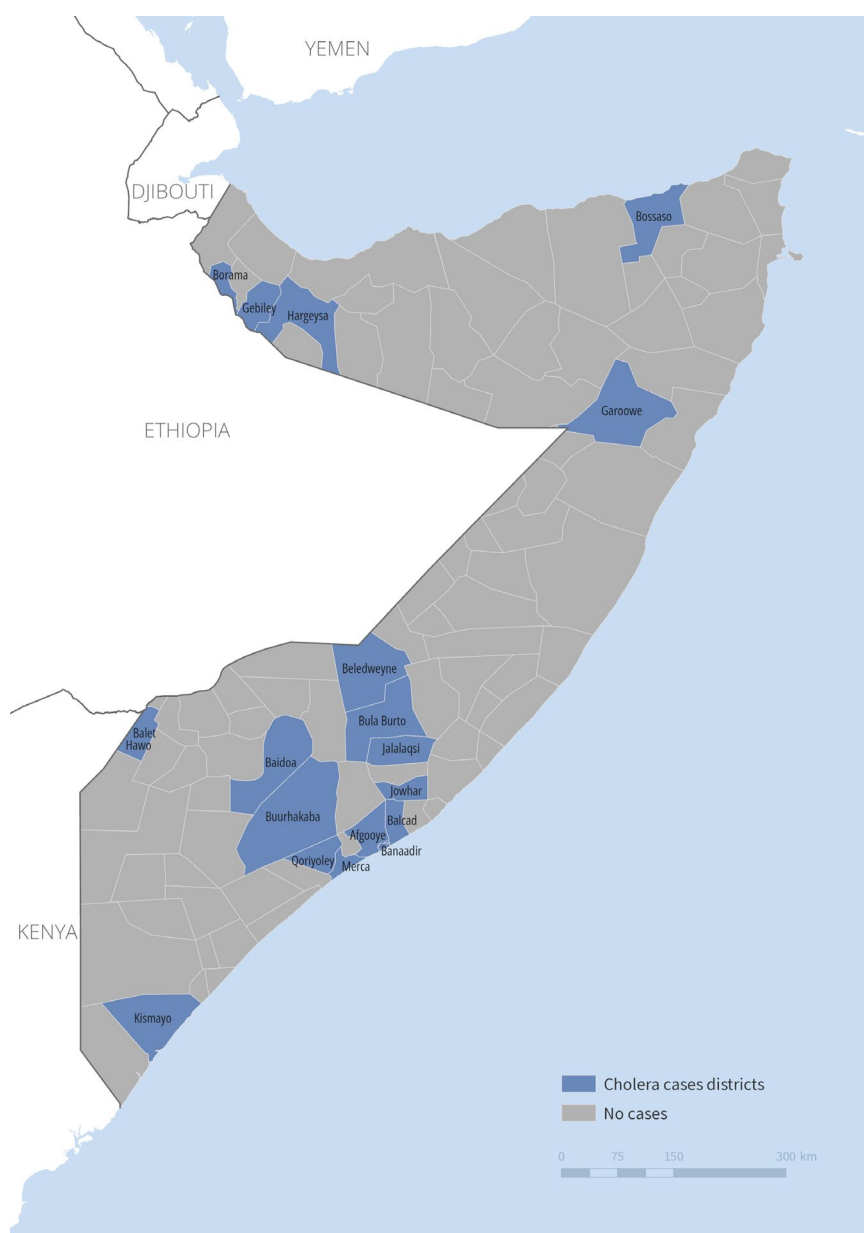 YEMEN
DJIBOUTI
Bossaso
Borama
Gebiley
Hargeysa
Garoowe
ETHIOPIA
Beledweyne
Bula Burto
Balet
Hawo
Jalalaqsi
Baidoa
Jowhar
Buurhakaba
Balcad
Afgooye
Banaadir
Qoriyoley
Merca
KENYA
Kismayo
Cholera cases districts
No cases
0 75 150 300 km